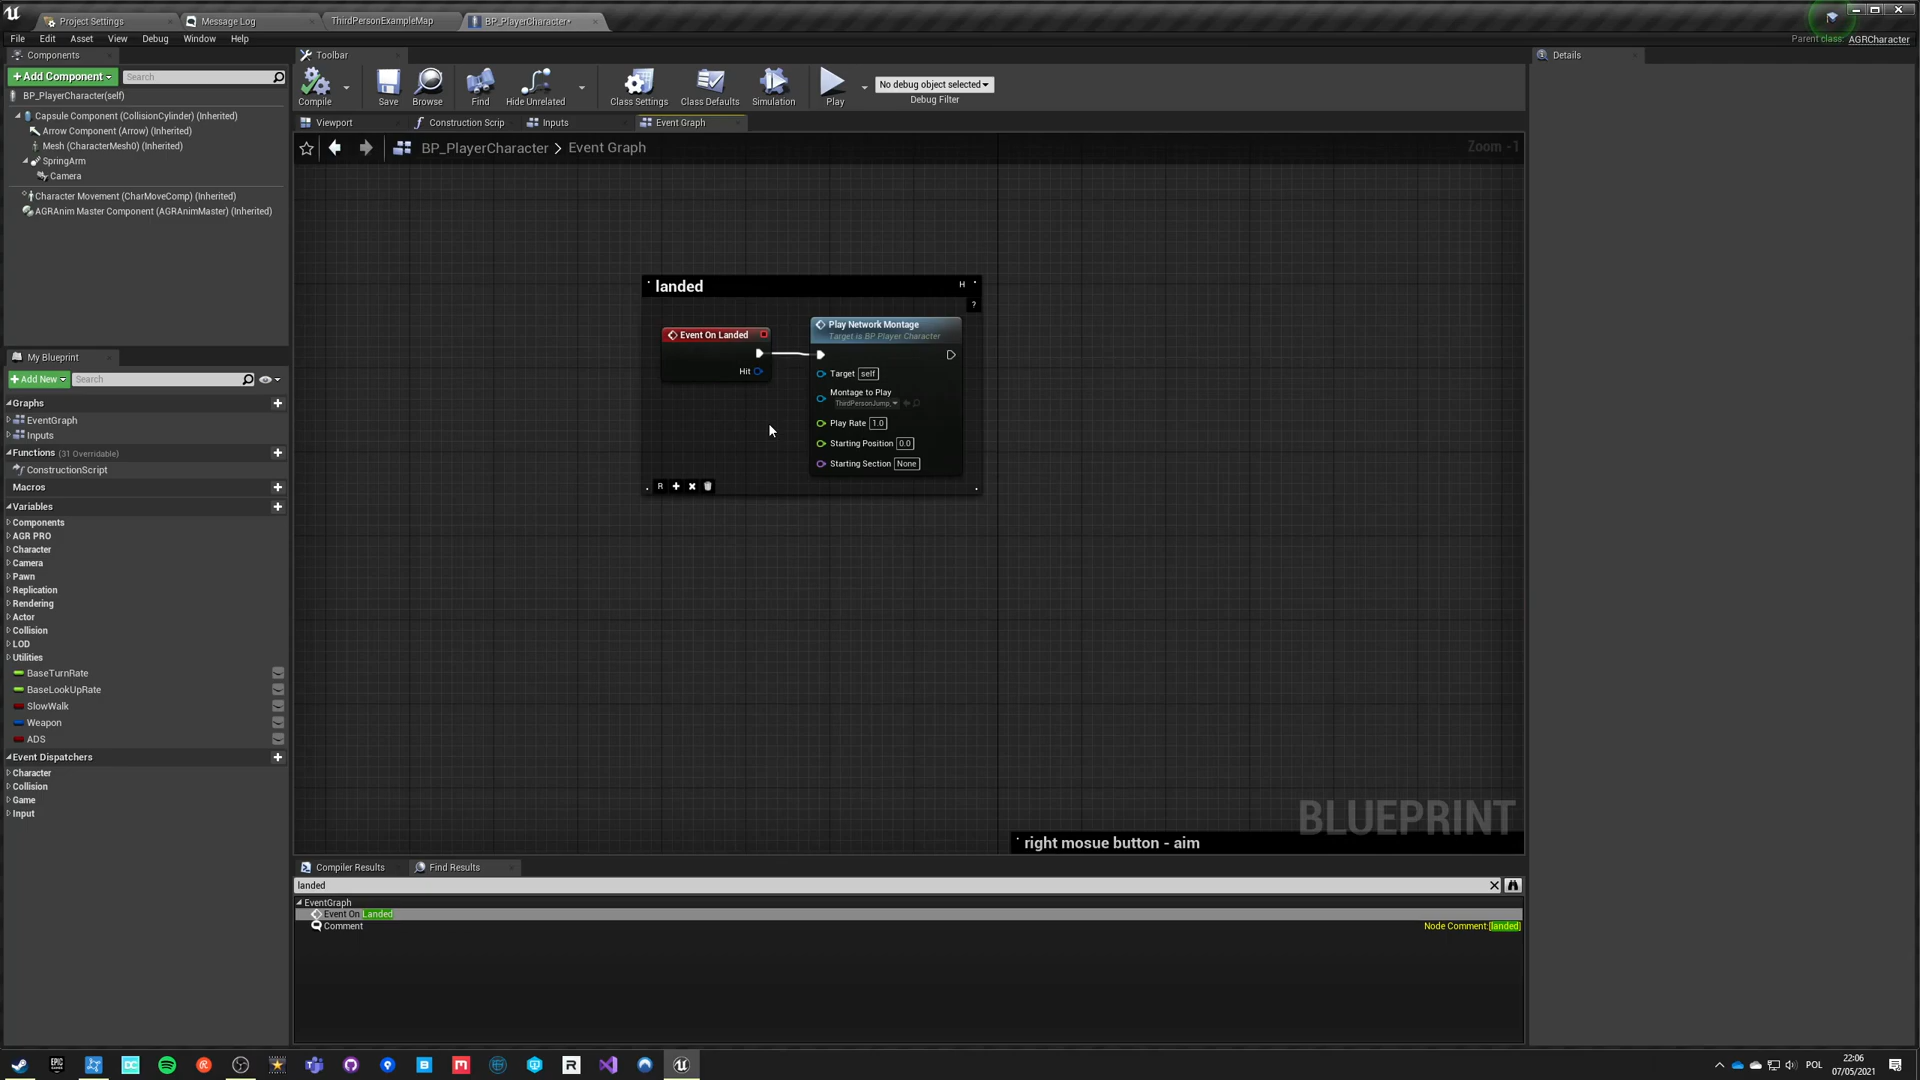 Project Settings
Message Log
ThirdPersonExampleMap
BP_PlayerCharacter*
File Edit Asset View Debug Window Help
Parent class: AGRCharacter
Components
Toolbar
Details
+Add Component
Search
BP_PlayerCharacter(self)
Capsule Component (CollisionCylinder) (Inherited)
Arrow Component (Arrow) (Inherited)
Mesh (CharacterMesh0) (Inherited)
SpringArm
Camera
Character Movement (CharMoveComp) (Inherited)
AGRAnim Master Component (AGRAnimMaster) (Inherited)
Compile
Save
Browse
Find
Hide Unrelated
Class Settings
Class Defaults
Simulation
Play
No debug object selected
Debug Filter
Viewport
Construction Scrip
Inputs
Event Graph
BP_PlayerCharacter > Event Graph
Zoom -1
landed
H
?
Event On Landed
Hit
Play Network Montage
Target is BP Player Character
Target self
Montage to Play
ThirdPersonJump_
Play Rate 1.0
Starting Position 0.0
Starting Section None
R
BLUEPRINT
right mosue button - aim
My Blueprint
+Add New
Search
Graphs
EventGraph
Inputs
Functions (31 Overridable)
ConstructionScript
Macros
Variables
Components
AGR PRO
Character
Camera
Pawn
Replication
Rendering
Actor
Collision
LOD
Utilities
BaseTurnRate
BaseLookUpRate
SlowWalk
Weapon
ADS
Event Dispatchers
Character
Collision
Game
Input
Compiler Results
Find Results
landed
EventGraph
Event On Landed
Comment
Node Comment:[landed]
EPIC
DC
B
M
R
POL
22:06
07/05/2021